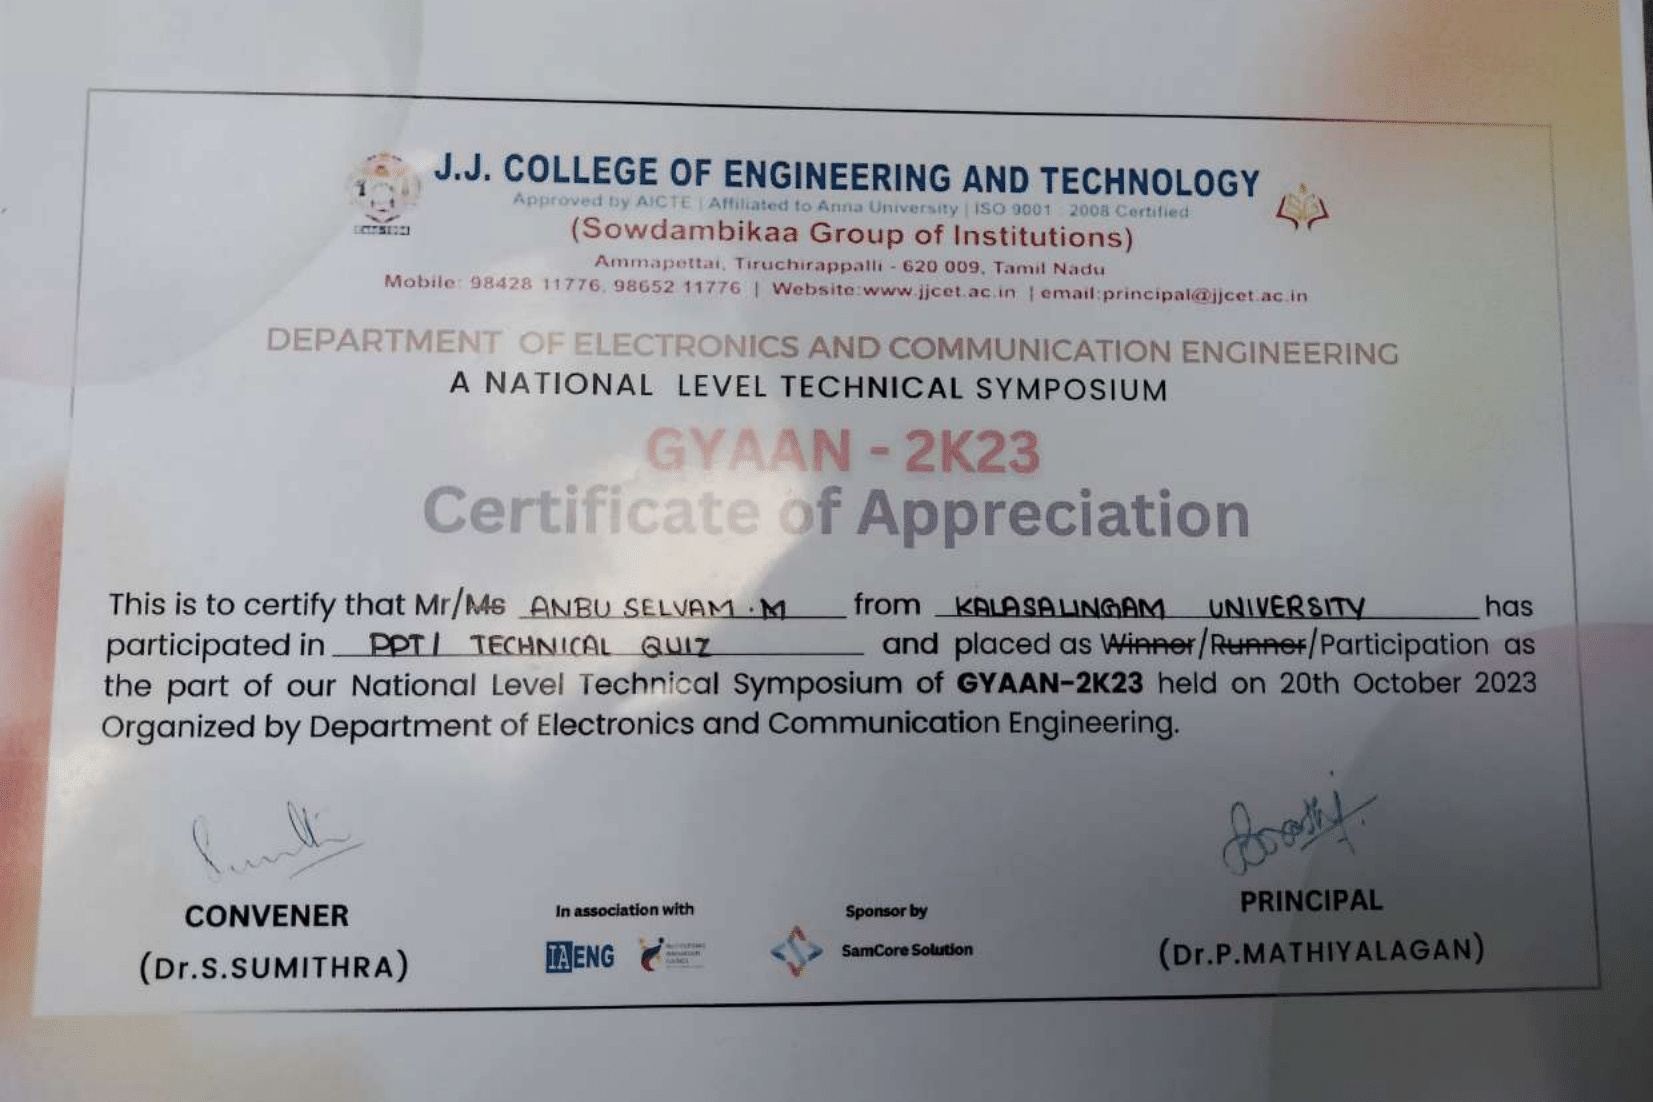 J.J. COLLEGE OF ENGINEERING AND TECHNOLOGY
Approved by AICTE | Affiliated to Anna University | ISO 9001 : 2008 Certified
(Sowdambikaa Group of Institutions)
Ammapettai, Tiruchirappalli - 620 009, Tamil Nadu
Mobile: 98428 11776, 98652 11776 | Website:www.jjcet.ac.in | email:principal@jjcet.ac.in
DEPARTMENT OF ELECTRONICS AND COMMUNICATION ENGINEERING
A NATIONAL LEVEL TECHNICAL SYMPOSIUM
GYAAN - 2K23
Certificate of Appreciation
This is to certify that Mr/Ms ANBU SELVAM . M from KALASALINGAM UNIVERSITY has
participated in PPT / TECHNICAL QUIZ and placed as Winner/Runner/Participation as
the part of our National Level Technical Symposium of GYAAN-2K23 held on 20th October 2023
Organized by Department of Electronics and Communication Engineering.
CONVENER
(Dr.S.SUMITHRA)
In association with
IAENG
Sponsor by
SamCore Solution
PRINCIPAL
(Dr.P.MATHIYALAGAN)